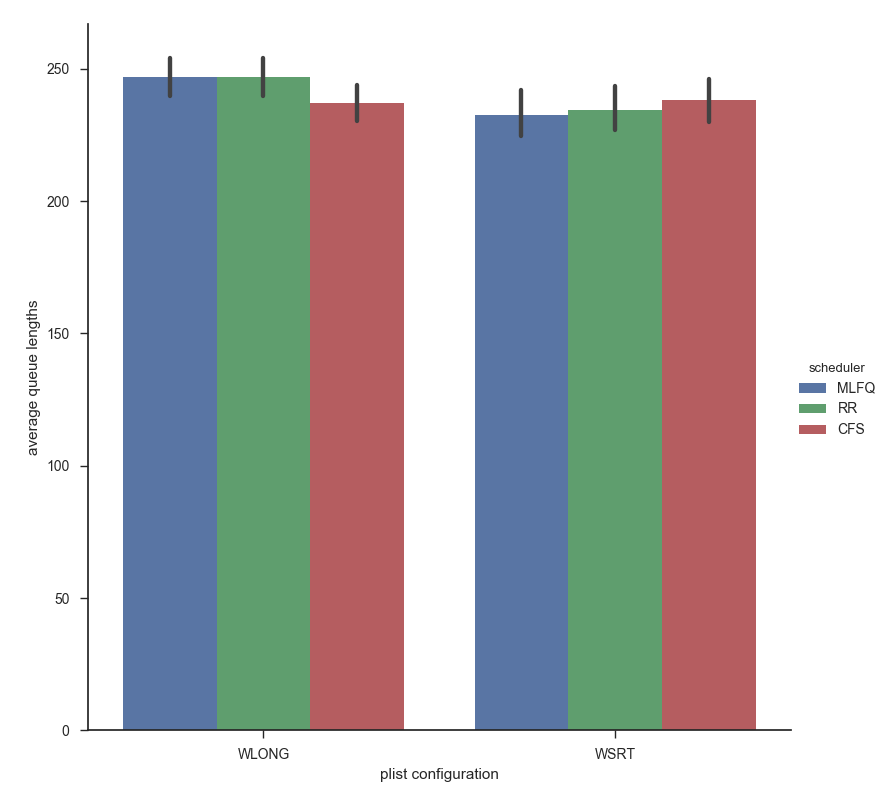 250
200
150
100
50
0
average queue lengths
WLONG
WSRT
plist configuration
scheduler
MLFQ
RR
CFS